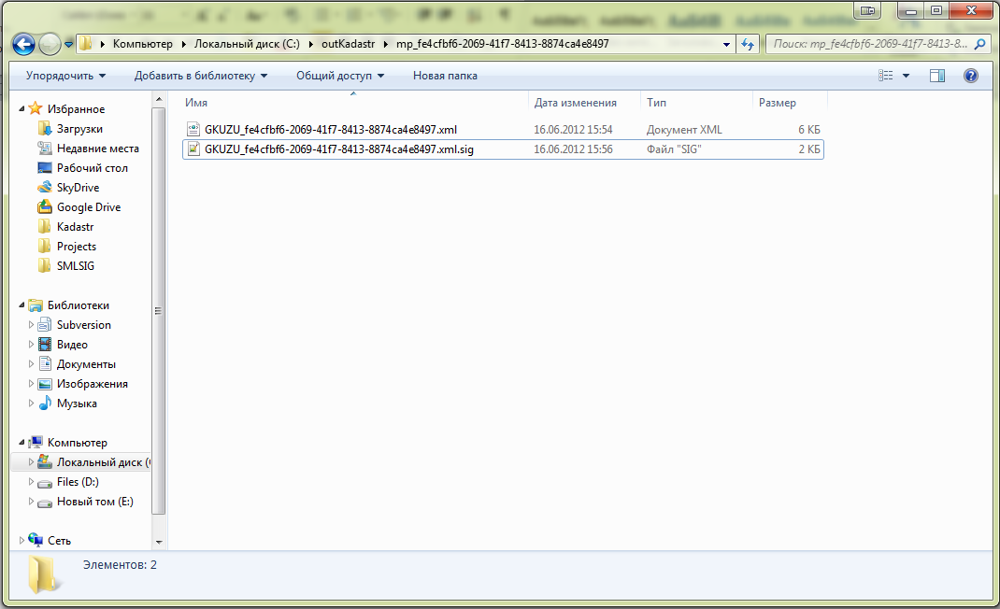 Компьютер Локальный диск (C:) outKadastr mp_fe4cfbf6-2069-41f7-8413-8874ca4e8497 Поиск: mp_fe4cfbf6-2069-41f7-8413-8...
Упорядочить Добавить в библиотеку Общий доступ Новая папка
Имя Дата изменения Тип Размер
GKUZU_fe4cfbf6-2069-41f7-8413-8874ca4e8497.xml 16.06.2012 15:54 Документ XML 6 КБ
GKUZU_fe4cfbf6-2069-41f7-8413-8874ca4e8497.xml.sig 16.06.2012 15:56 Файл "SIG" 2 КБ
Избранное
Загрузки
Недавние места
Рабочий стол
SkyDrive
Google Drive
Kadastr
Projects
SMLSIG
Библиотеки
Subversion
Видео
Документы
Изображения
Музыка
Компьютер
Локальный диск (
Files (D:)
Новый том (E:)
Сеть
Элементов: 2